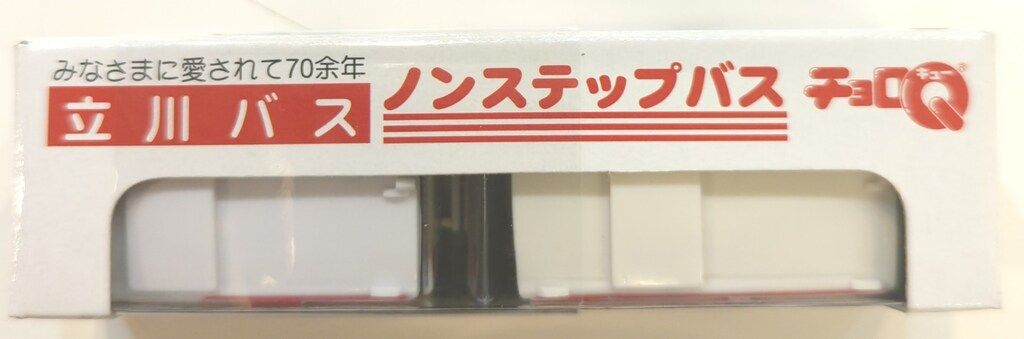 みなさまに愛されて70余年
立川バス
ノンステップバス
チョロQ
キュー
®